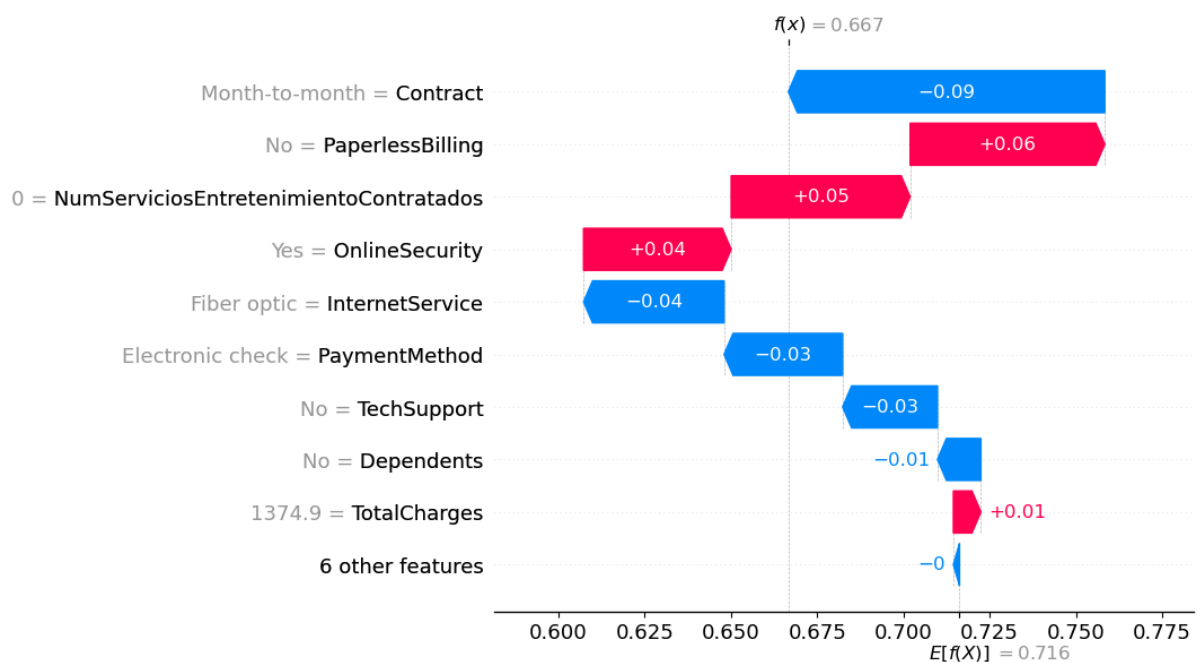 f(x) = 0.667
Month-to-month = Contract
−0.09
No = PaperlessBilling
+0.06
0 = NumServiciosEntretenimientoContratados
+0.05
Yes = OnlineSecurity
+0.04
Fiber optic = InternetService
−0.04
Electronic check = PaymentMethod
−0.03
No = TechSupport
−0.03
No = Dependents
−0.01
1374.9 = TotalCharges
+0.01
6 other features
−0
0.600 0.625 0.650 0.675 0.700 0.725 0.750 0.775
E[f(X)] = 0.716